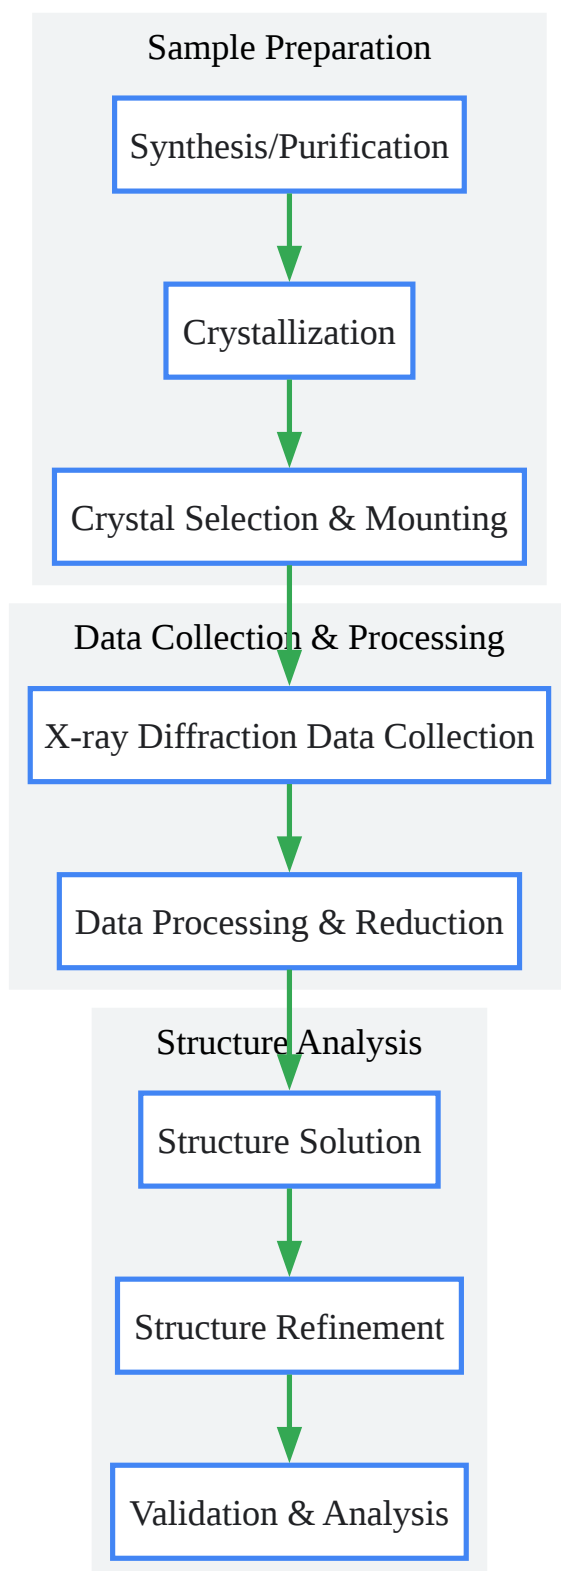 Sample Preparation
Synthesis/Purification
Crystallization
Crystal Selection & Mounting
Data Collection & Processing
X-ray Diffraction Data Collection
Data Processing & Reduction
Structure Analysis
Structure Solution
Structure Refinement
Validation & Analysis